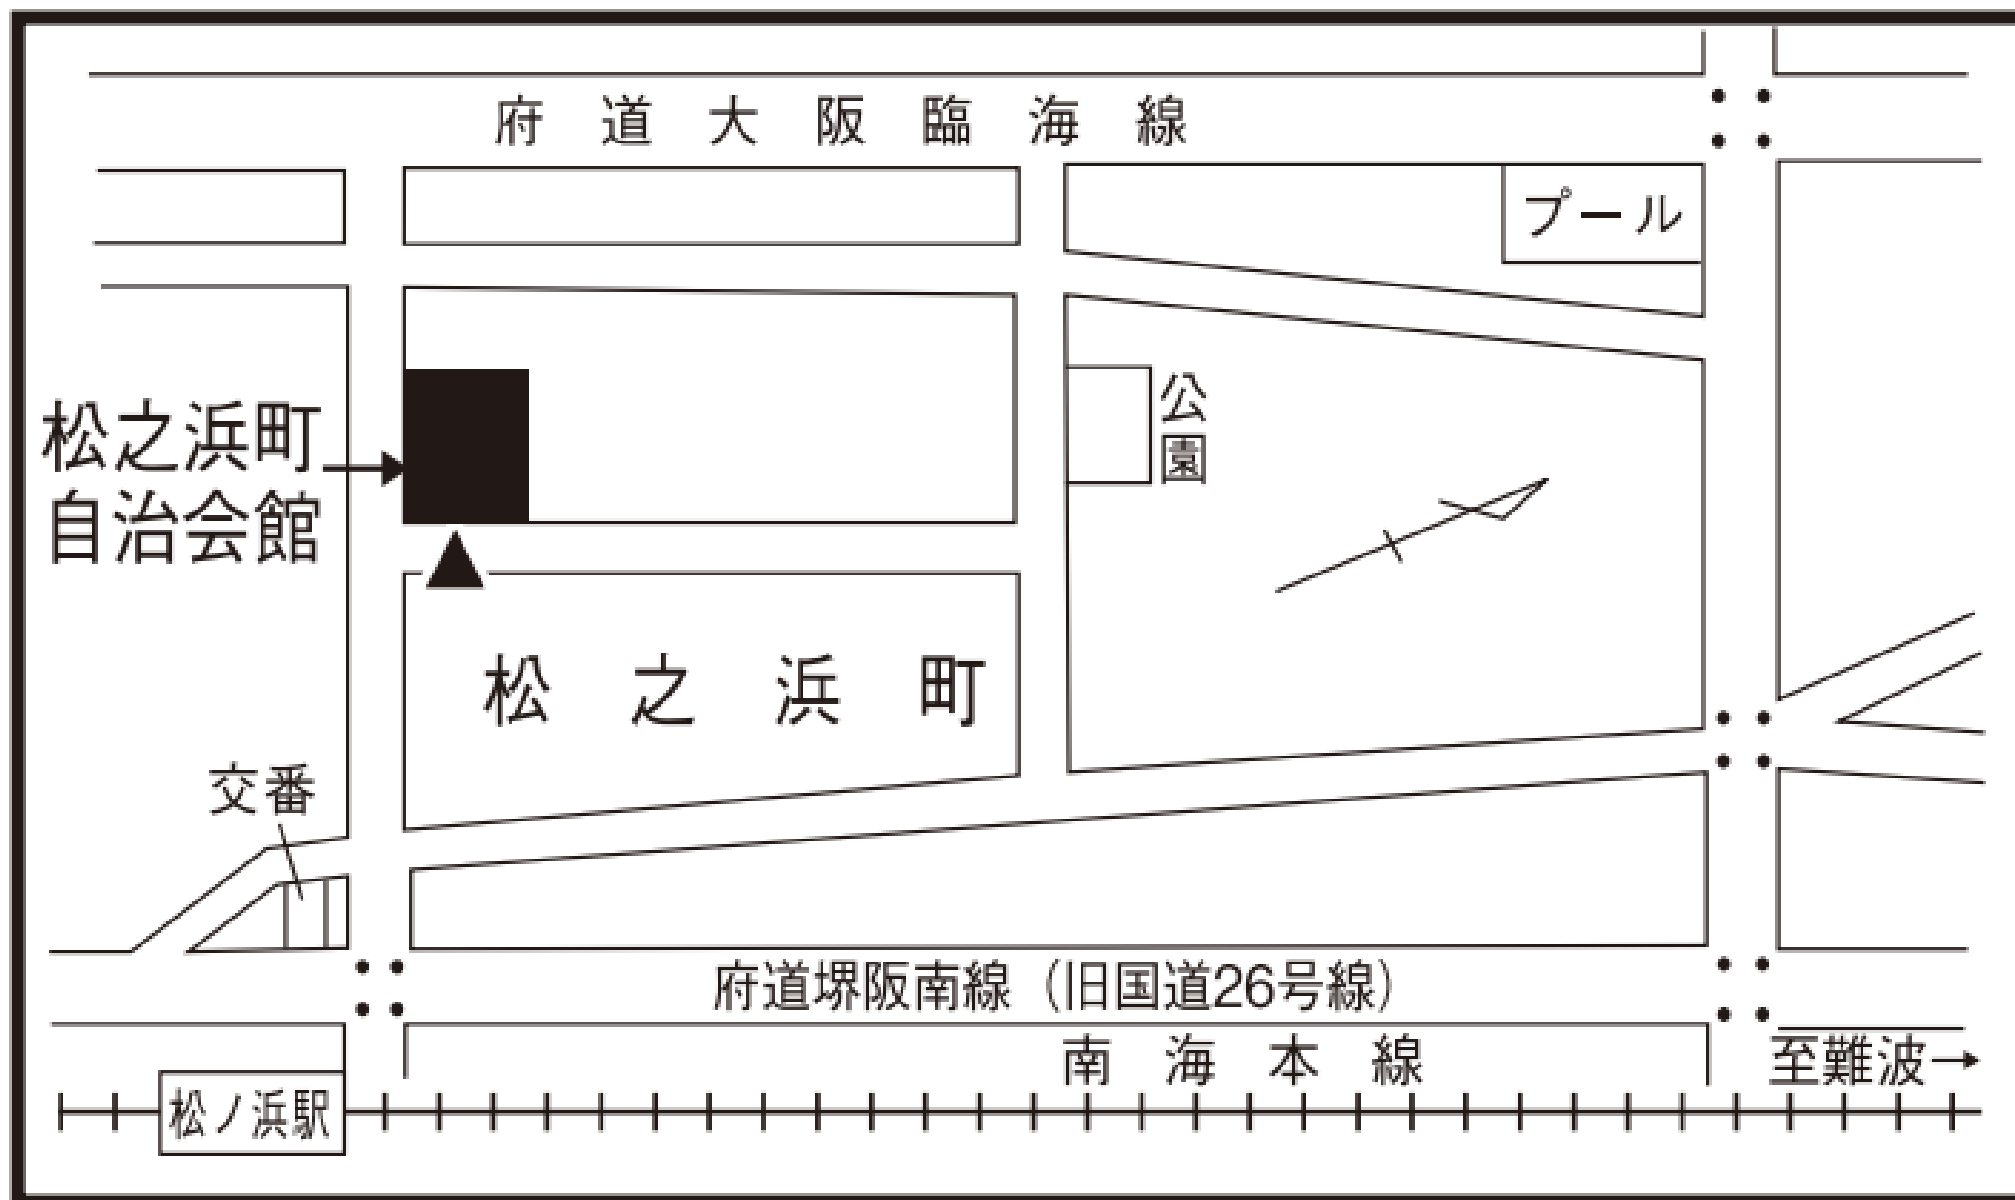 府道大阪臨海線
プール
公園
松之浜町
自治会館
松之浜町
交番
府道堺阪南線（旧国道26号線）
南海本線
至難波→
松ノ浜駅